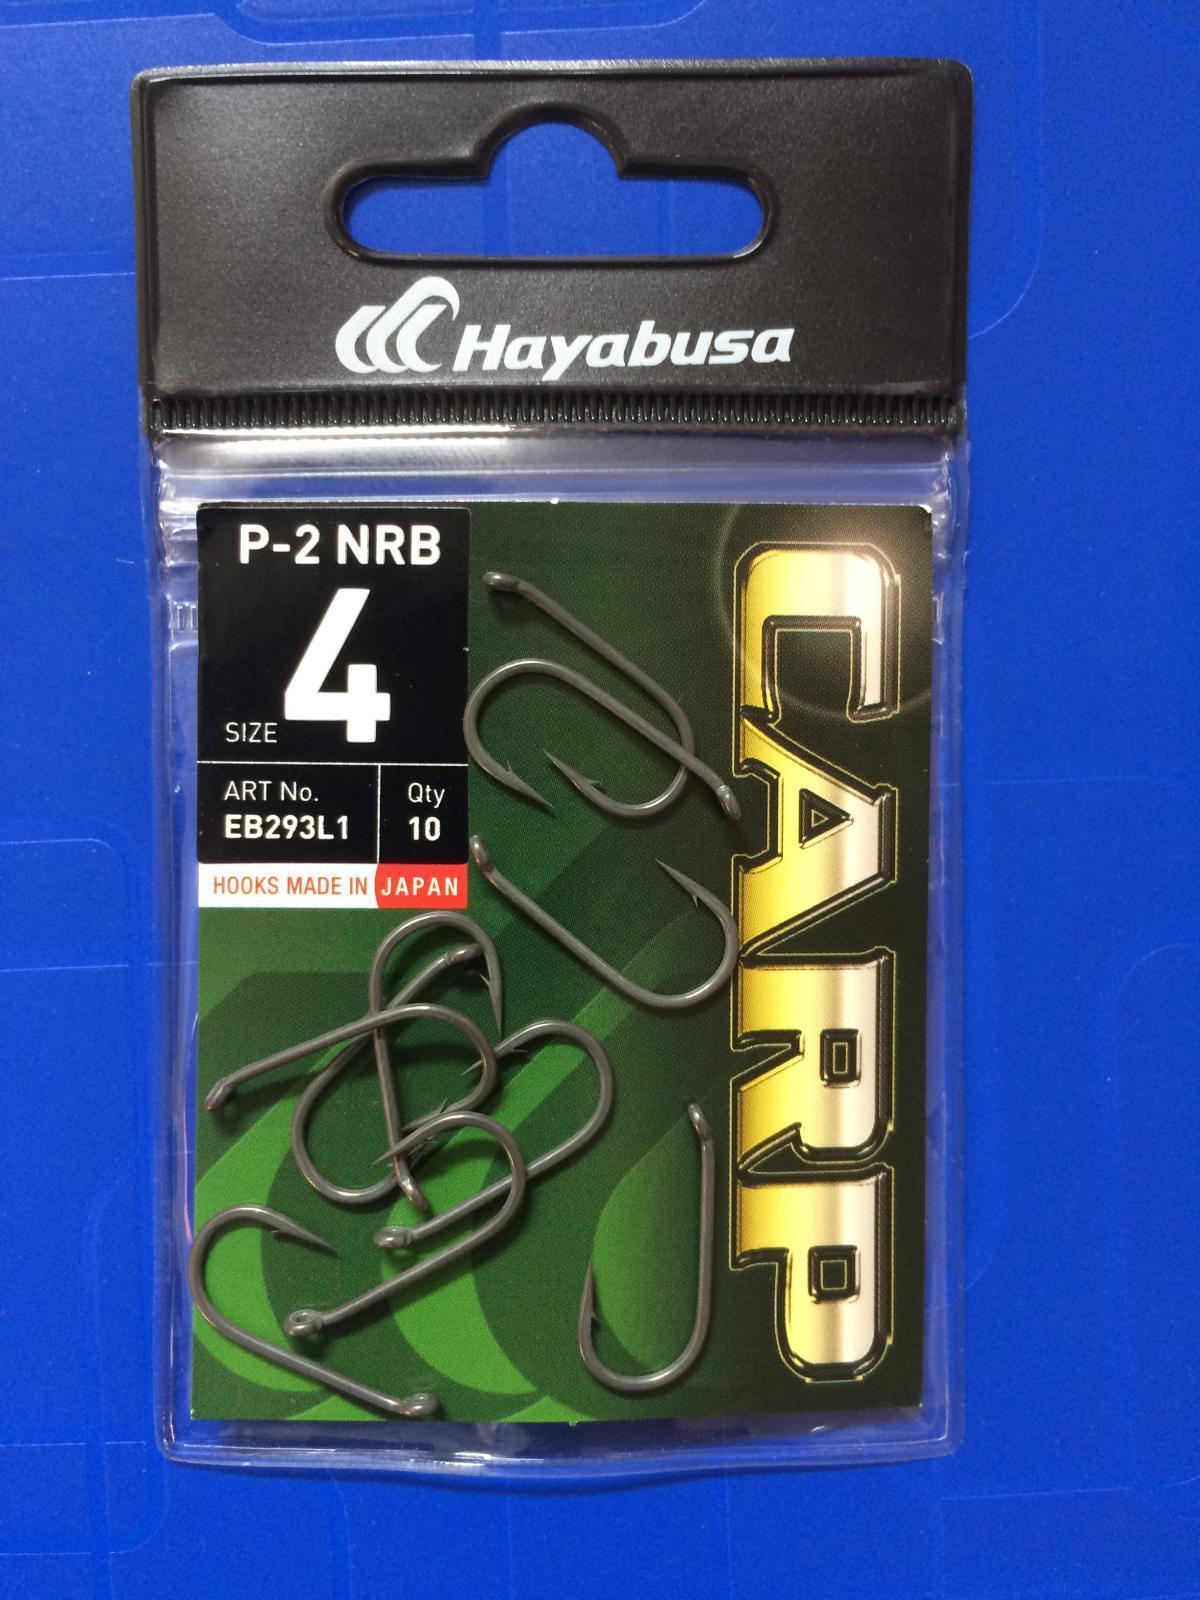 Hayabusa
P-2 NRB
SIZE 4
ART No.
EB293L1
Qty
10
HOOKS MADE IN JAPAN
CARP